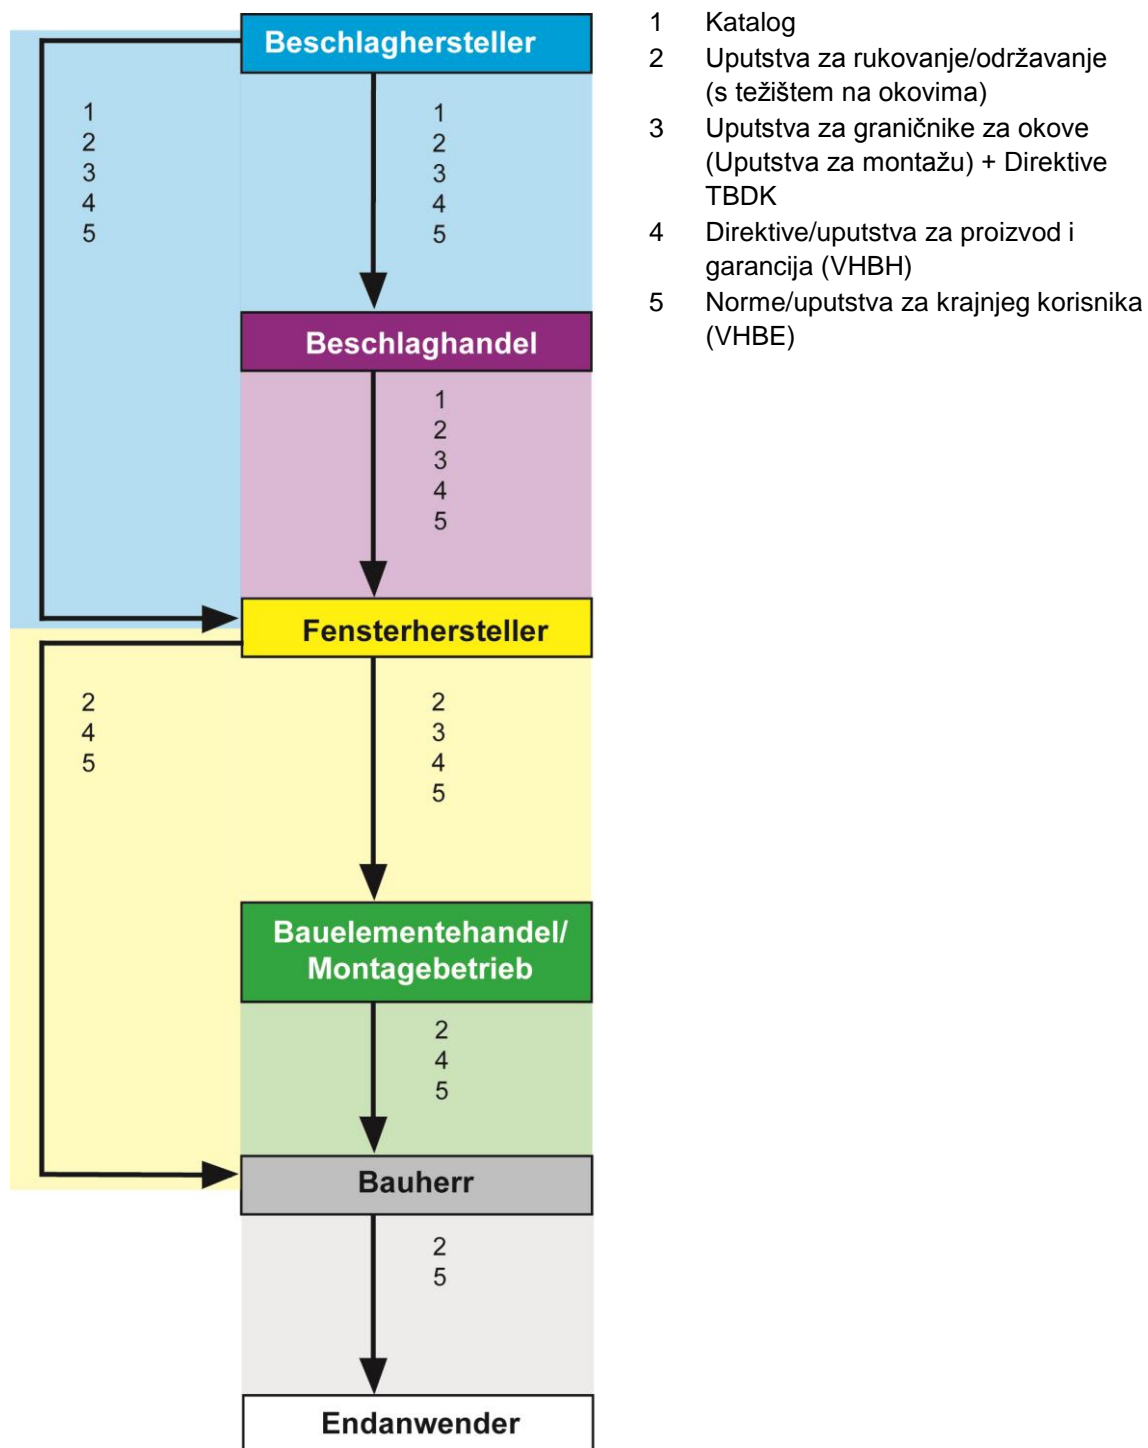 Beschlaghersteller
1
2
3
4
5
1
2
3
4
5
Beschlaghandel
1
2
3
4
5
Fensterhersteller
2
4
5
2
3
4
5
Bauelementehandel/
Montagebetrieb
2
4
5
Bauherr
2
5
Endanwender
1 Katalog
2 Uputstva za rukovanje/održavanje
(s težištem na okovima)
3 Uputstva za graničnike za okove
(Uputstva za montažu) + Direktive
TBDK
4 Direktive/uputstva za proizvod i
garancija (VHBH)
5 Norme/uputstva za krajnjeg korisnika
(VHBE)